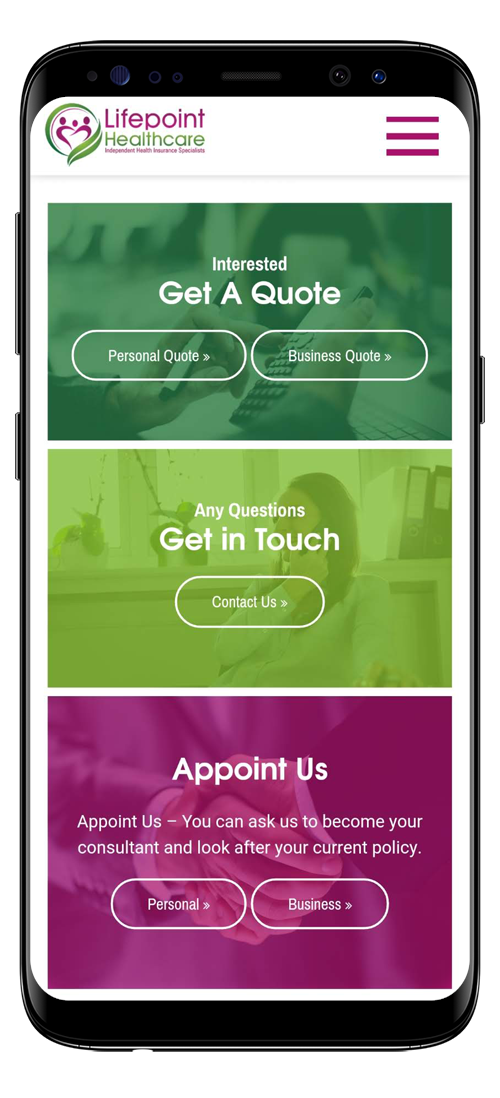 Lifepoint
Healthcare
Independent Health Insurance Specialists
Interested
Get A Quote
Personal Quote »
Business Quote »
Any Questions
Get in Touch
Contact Us »
Appoint Us
Appoint Us – You can ask us to become your
consultant and look after your current policy.
Personal »
Business »